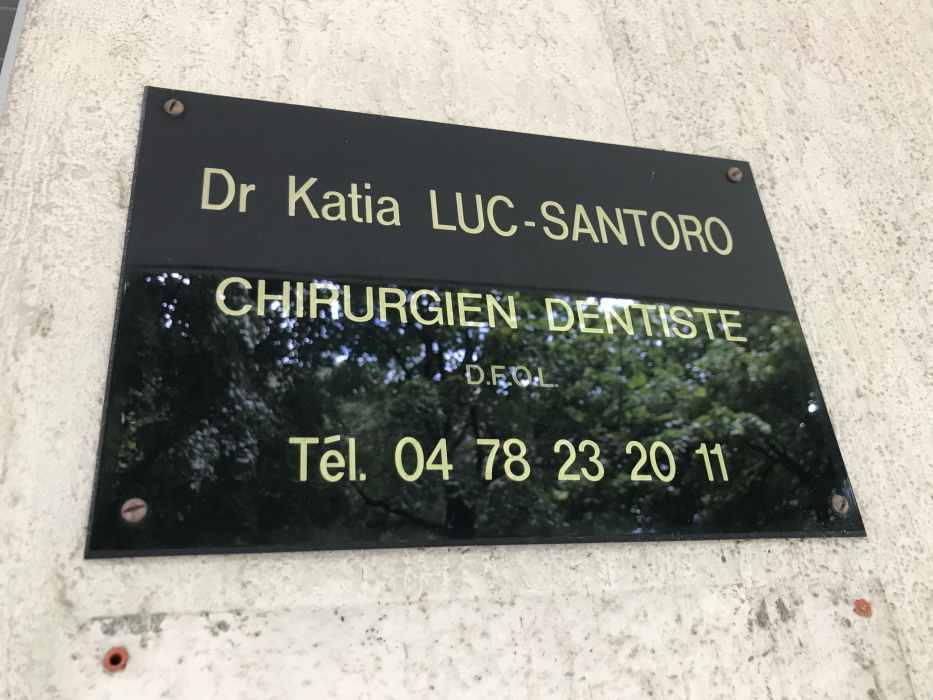 Dr Katia LUC-SANTORO
CHIRURGIEN DENTISTE
D.F.O.L.
Tél. 04 78 23 20 11